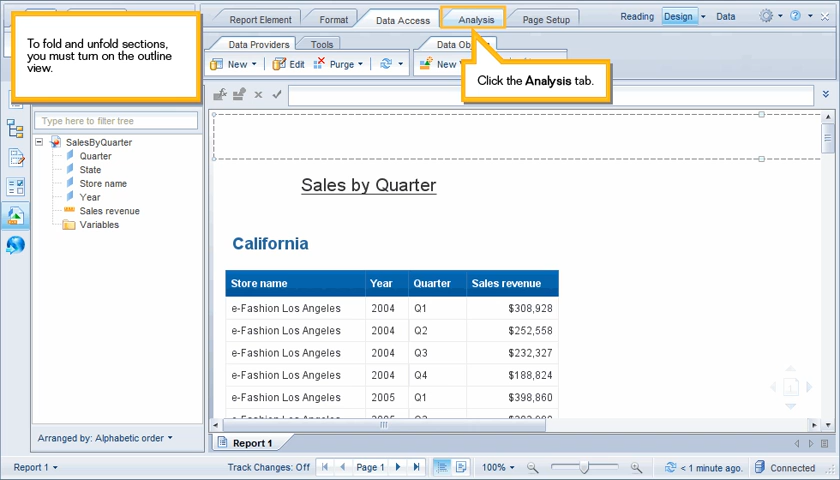 To fold and unfold sections,
you must turn on the outline
view.
Report Element
Format
Data Access
Analysis
Page Setup
Reading
Design
Data
Data Providers
Tools
New
Edit
Purge
New
Click the Analysis tab.
Type here to filter tree
SalesByQuarter
Quarter
State
Store name
Year
Sales revenue
Variables
Arranged by: Alphabetic order
Sales by Quarter
California
Store name Year Quarter Sales revenue
e-Fashion Los Angeles 2004 Q1 $308,928
e-Fashion Los Angeles 2004 Q2 $252,558
e-Fashion Los Angeles 2004 Q3 $232,327
e-Fashion Los Angeles 2004 Q4 $188,824
e-Fashion Los Angeles 2005 Q1 $398,860
Report 1
Report 1
Track Changes: Off
Page 1
100%
< 1 minute ago.
Connected